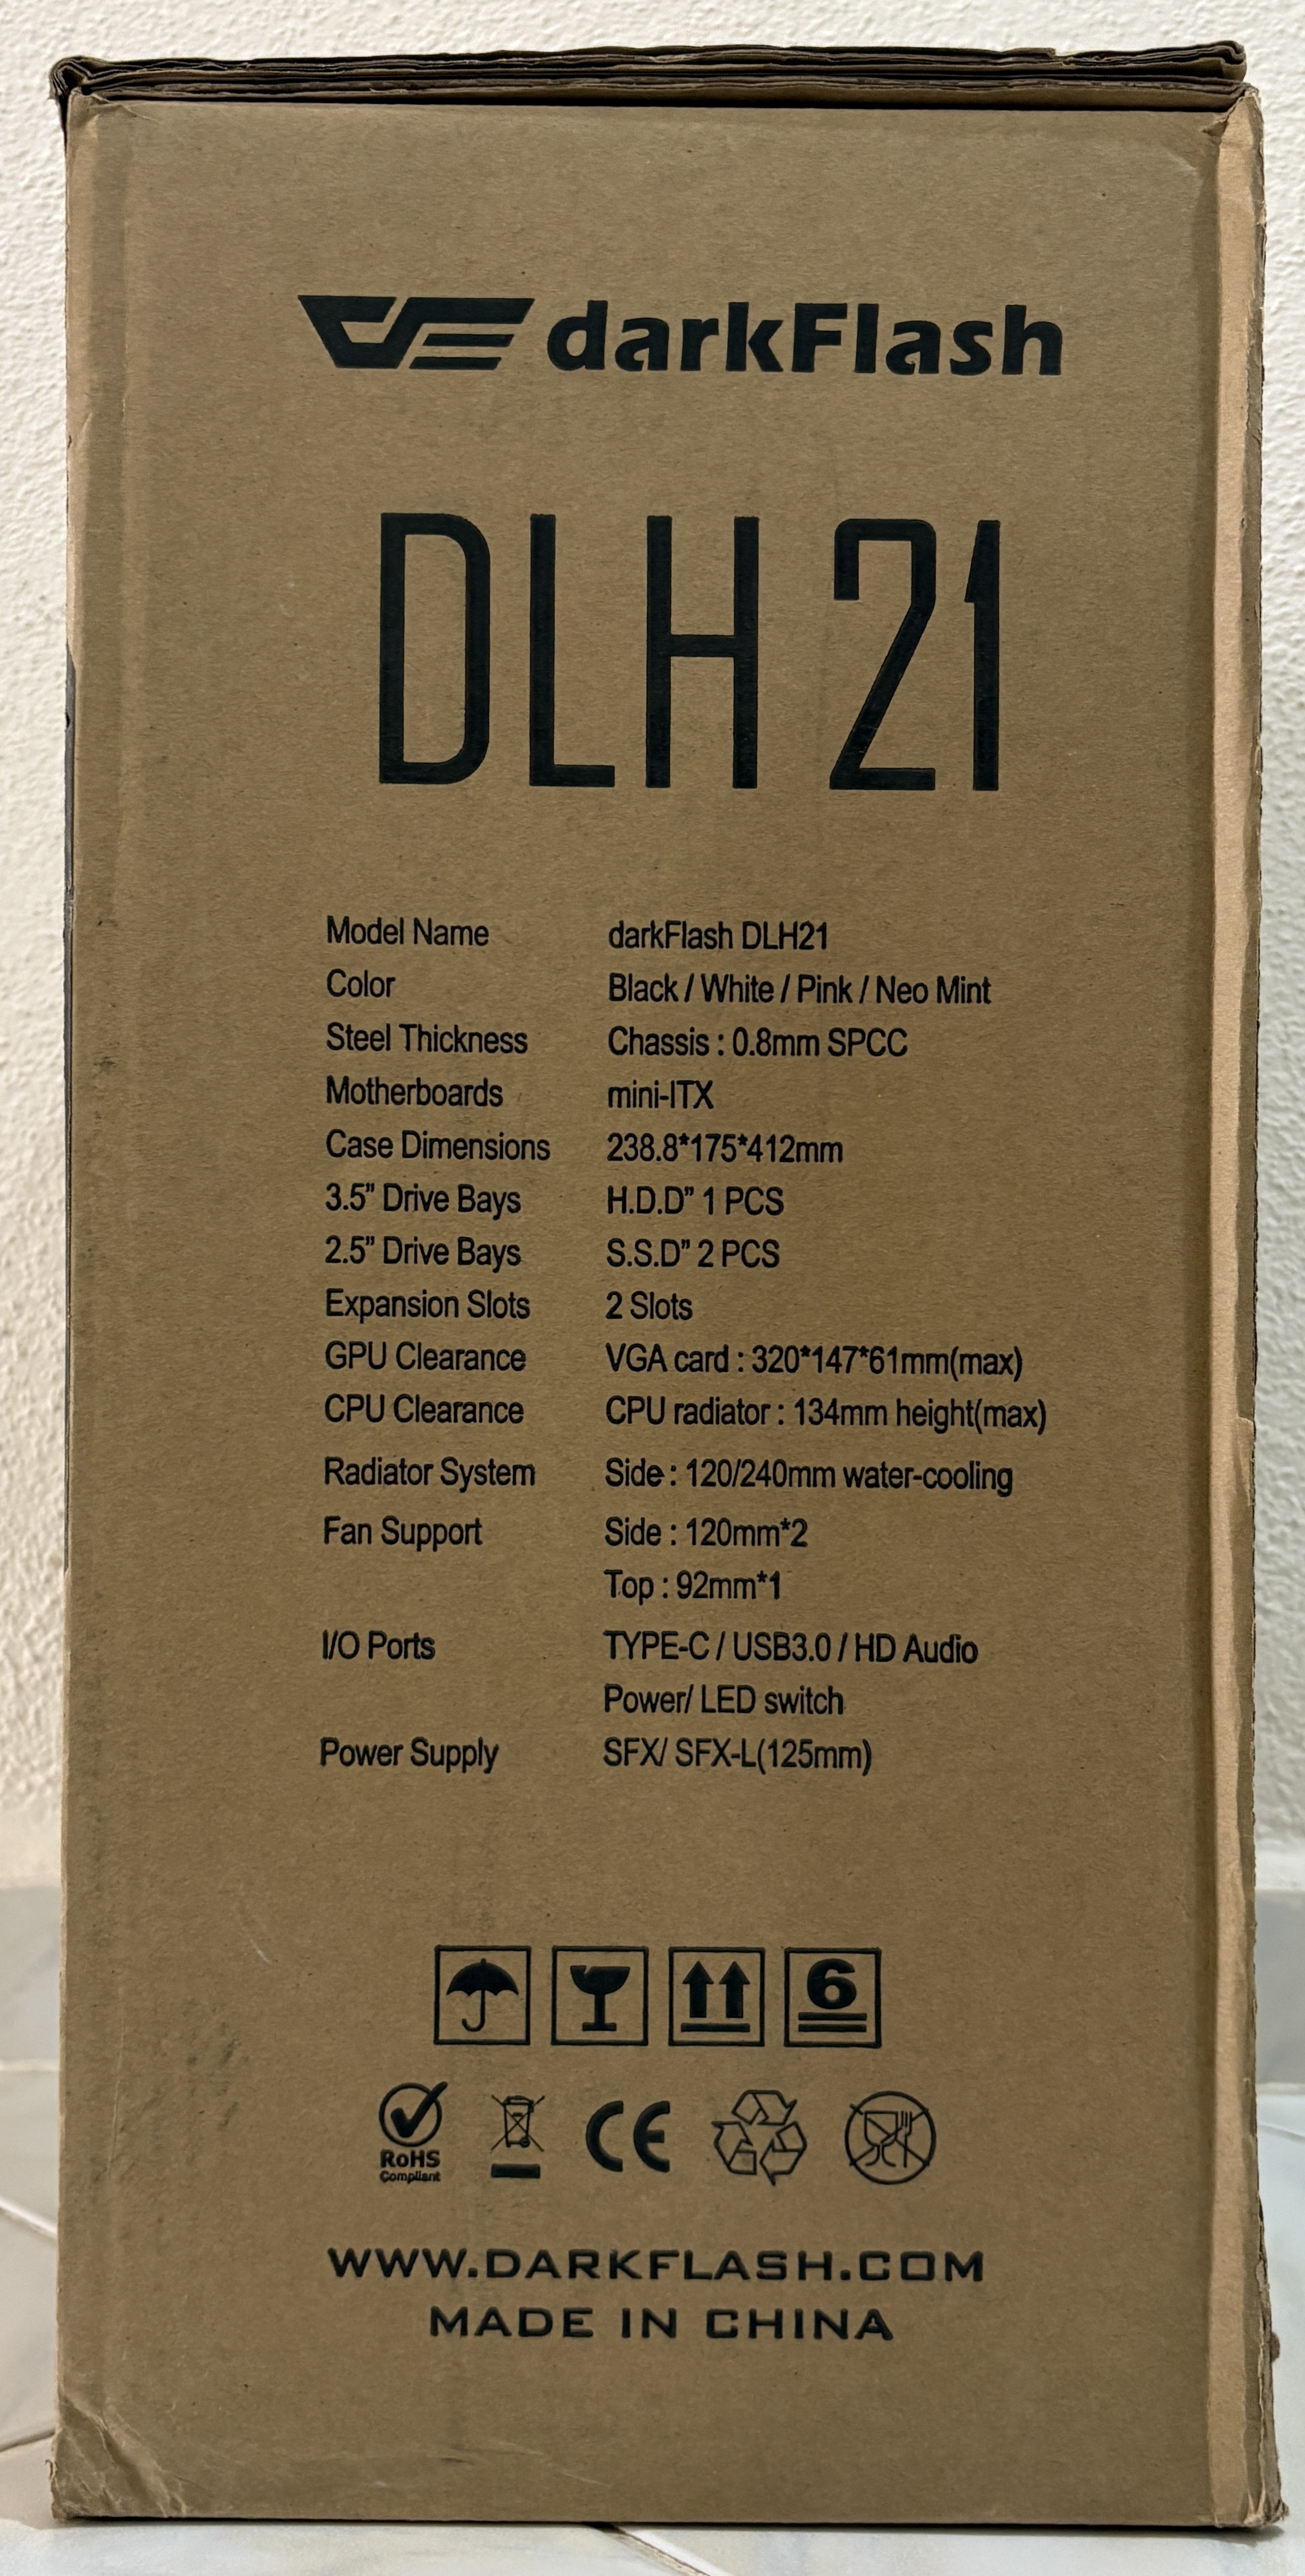 darkFlash
DLH 21
Model Name darkFlash DLH21
Color Black / White / Pink / Neo Mint
Steel Thickness Chassis : 0.8mm SPCC
Motherboards mini-ITX
Case Dimensions 238.8*175*412mm
3.5” Drive Bays H.D.D” 1 PCS
2.5” Drive Bays S.S.D” 2 PCS
Expansion Slots 2 Slots
GPU Clearance VGA card : 320*147*61mm(max)
CPU Clearance CPU radiator : 134mm height(max)
Radiator System Side : 120/240mm water-cooling
Fan Support Side : 120mm*2
Top : 92mm*1
I/O Ports TYPE-C / USB3.0 / HD Audio
Power/ LED switch
Power Supply SFX/ SFX-L(125mm)
6
RoHS
Compliant
CE
WWW.DARKFLASH.COM
MADE IN CHINA